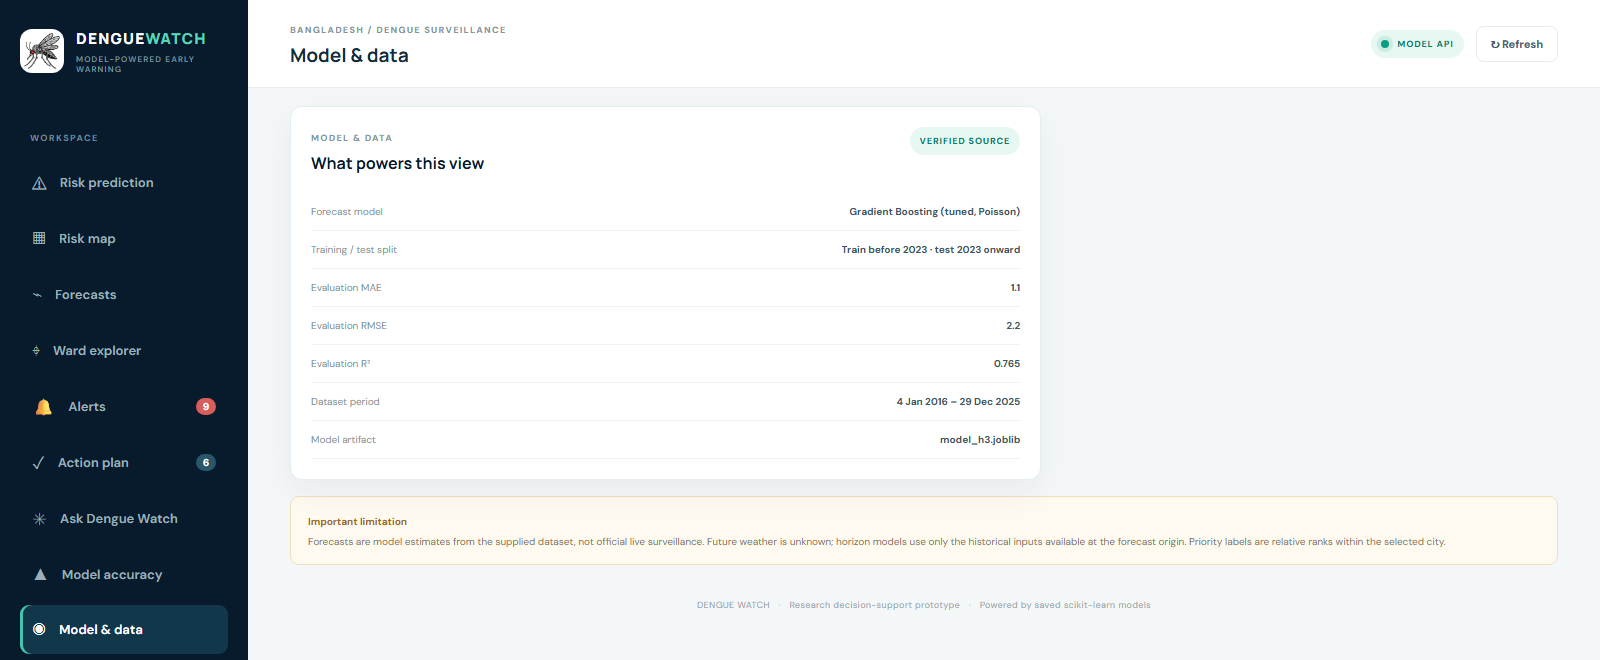 DENGUEWATCH
MODEL-POWERED EARLY
WARNING
WORKSPACE
Risk prediction
Risk map
Forecasts
Ward explorer
Alerts 9
Action plan 6
Ask Dengue Watch
Model accuracy
Model & data
BANGLADESH / DENGUE SURVEILLANCE
Model & data
MODEL API
↻ Refresh
MODEL & DATA
VERIFIED SOURCE
What powers this view
Forecast model Gradient Boosting (tuned, Poisson)
Training / test split Train before 2023 · test 2023 onward
Evaluation MAE 1.1
Evaluation RMSE 2.2
Evaluation R² 0.765
Dataset period 4 Jan 2016 – 29 Dec 2025
Model artifact model_h3.joblib
Important limitation
Forecasts are model estimates from the supplied dataset, not official live surveillance. Future weather is unknown; horizon models use only the historical inputs available at the forecast origin. Priority labels are relative ranks within the selected city.
DENGUE WATCH · Research decision-support prototype · Powered by saved scikit-learn models